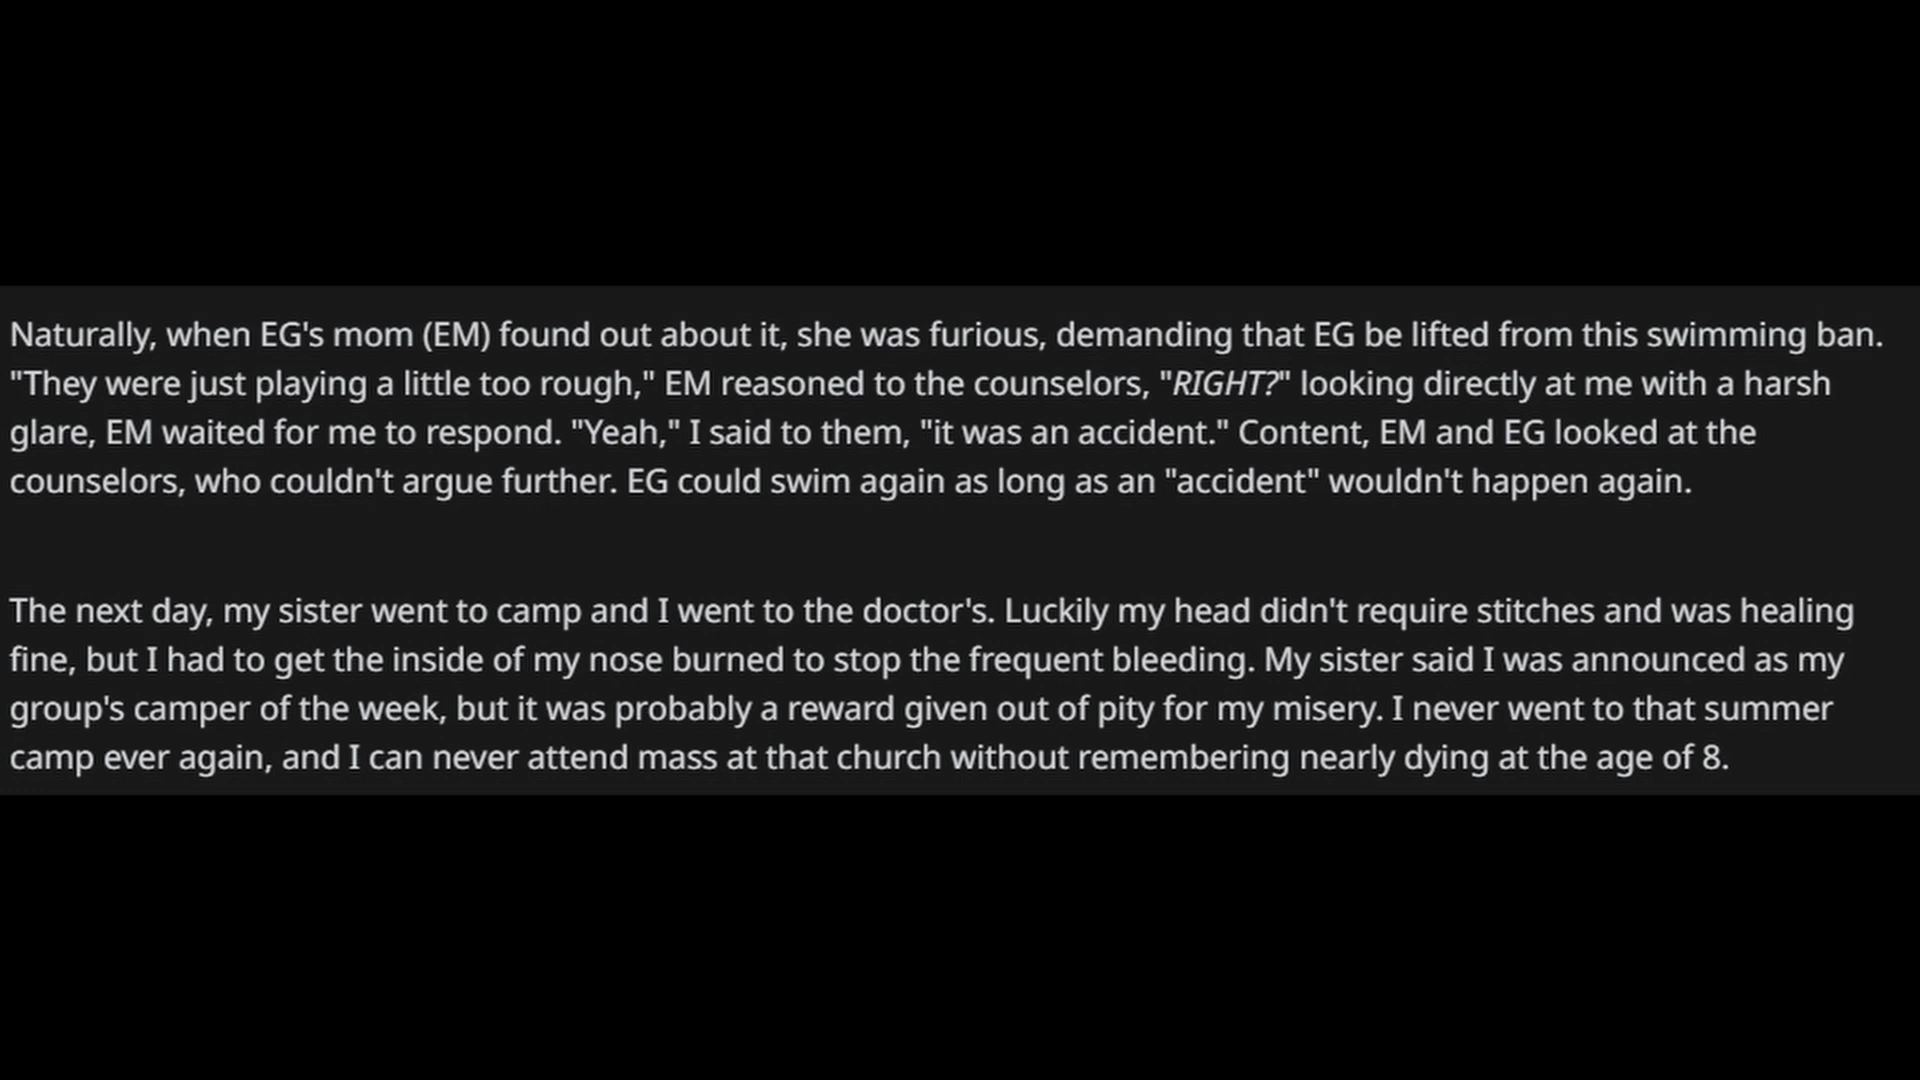 Naturally, when EG's mom (EM) found out about it, she was furious, demanding that EG be lifted from this swimming ban.
"They were just playing a little too rough," EM reasoned to the counselors, "RIGHT?" looking directly at me with a harsh
glare, EM waited for me to respond. "Yeah," I said to them, "it was an accident." Content, EM and EG looked at the
counselors, who couldn't argue further. EG could swim again as long as an "accident" wouldn't happen again.
The next day, my sister went to camp and I went to the doctor's. Luckily my head didn't require stitches and was healing
fine, but I had to get the inside of my nose burned to stop the frequent bleeding. My sister said I was announced as my
group's camper of the week, but it was probably a reward given out of pity for my misery. I never went to that summer
camp ever again, and I can never attend mass at that church without remembering nearly dying at the age of 8.